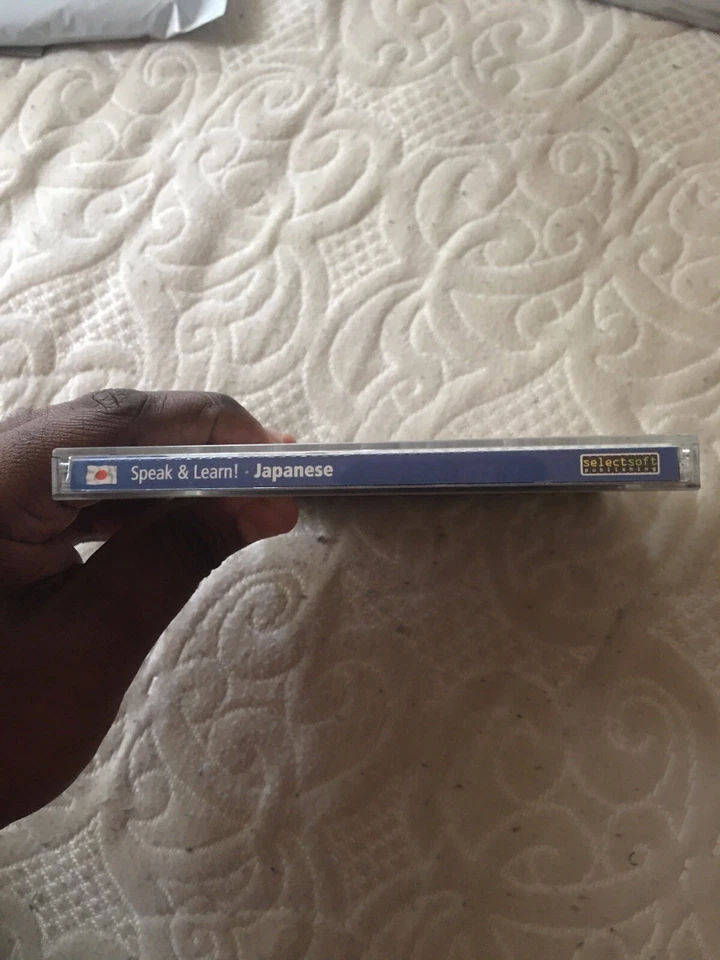 Speak & Learn! · Japanese
selectsoft
publishing